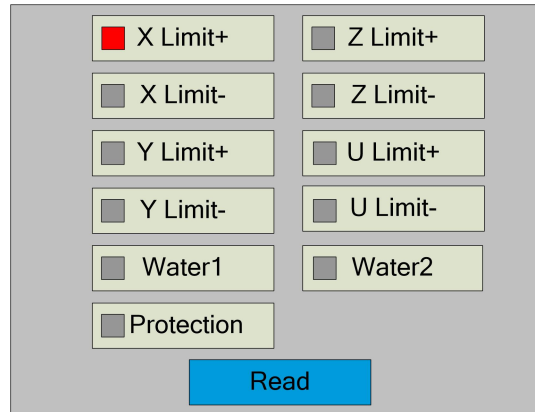 X Limit+
Z Limit+
X Limit-
Z Limit-
Y Limit+
U Limit+
Y Limit-
U Limit-
Water1
Water2
Protection
Read